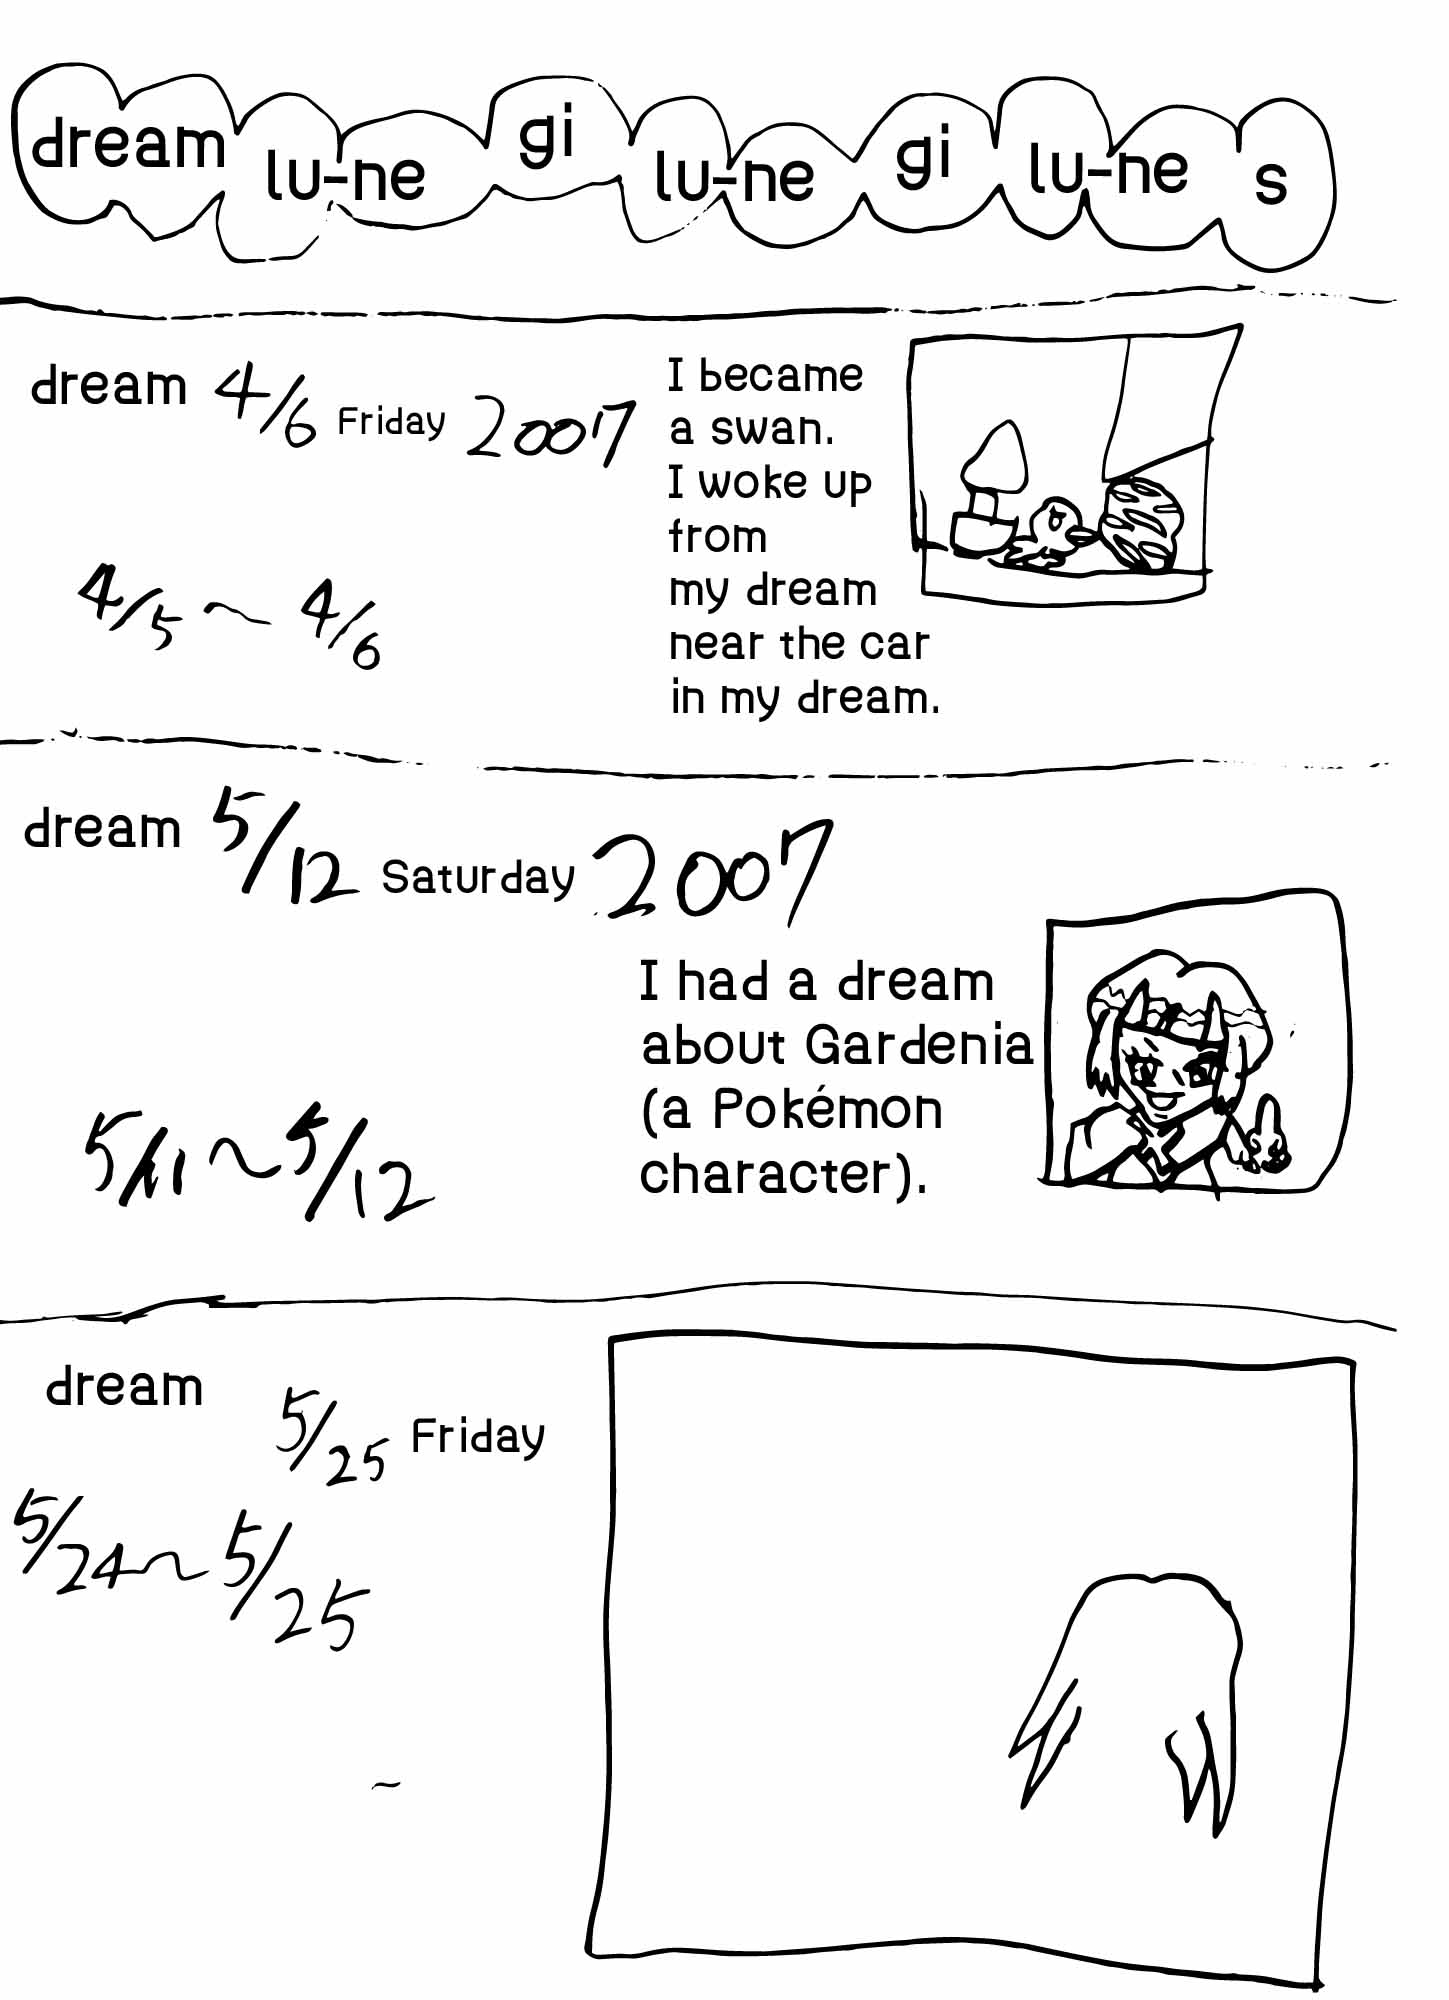 dream lu-ne gi lu-ne gi lu-ne s
dream 4/6 Friday 2007
4/5 ~ 4/6
I became
a swan.
I woke up
from
my dream
near the car
in my dream.
dream 5/12 Saturday 2007
5/11 ~ 5/12
I had a dream
about Gardenia
(a Pokémon
character).
dream 5/25 Friday
5/24 ~ 5/25
~